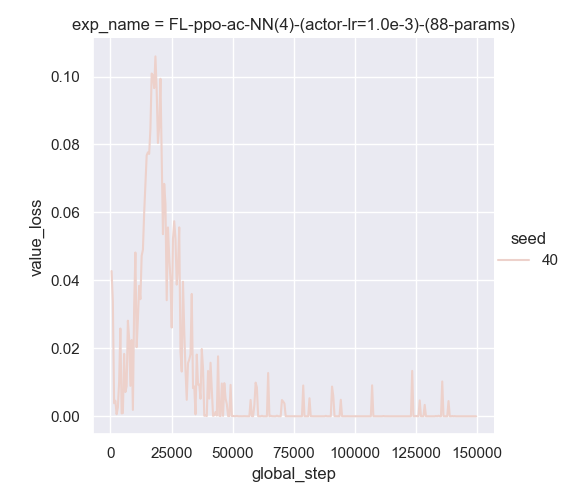 exp_name = FL-ppo-ac-NN(4)-(actor-lr=1.0e-3)-(88-params)
0.10
0.08
0.06
0.04
0.02
0.00
value_loss
seed
40
0 25000 50000 75000 100000 125000 150000
global_step